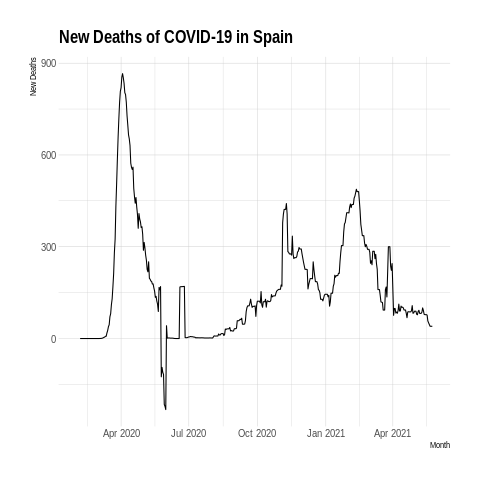 New Deaths of COVID-19 in Spain
New Deaths
900
600
300
0
Apr 2020 Jul 2020 Oct 2020 Jan 2021 Apr 2021
Month